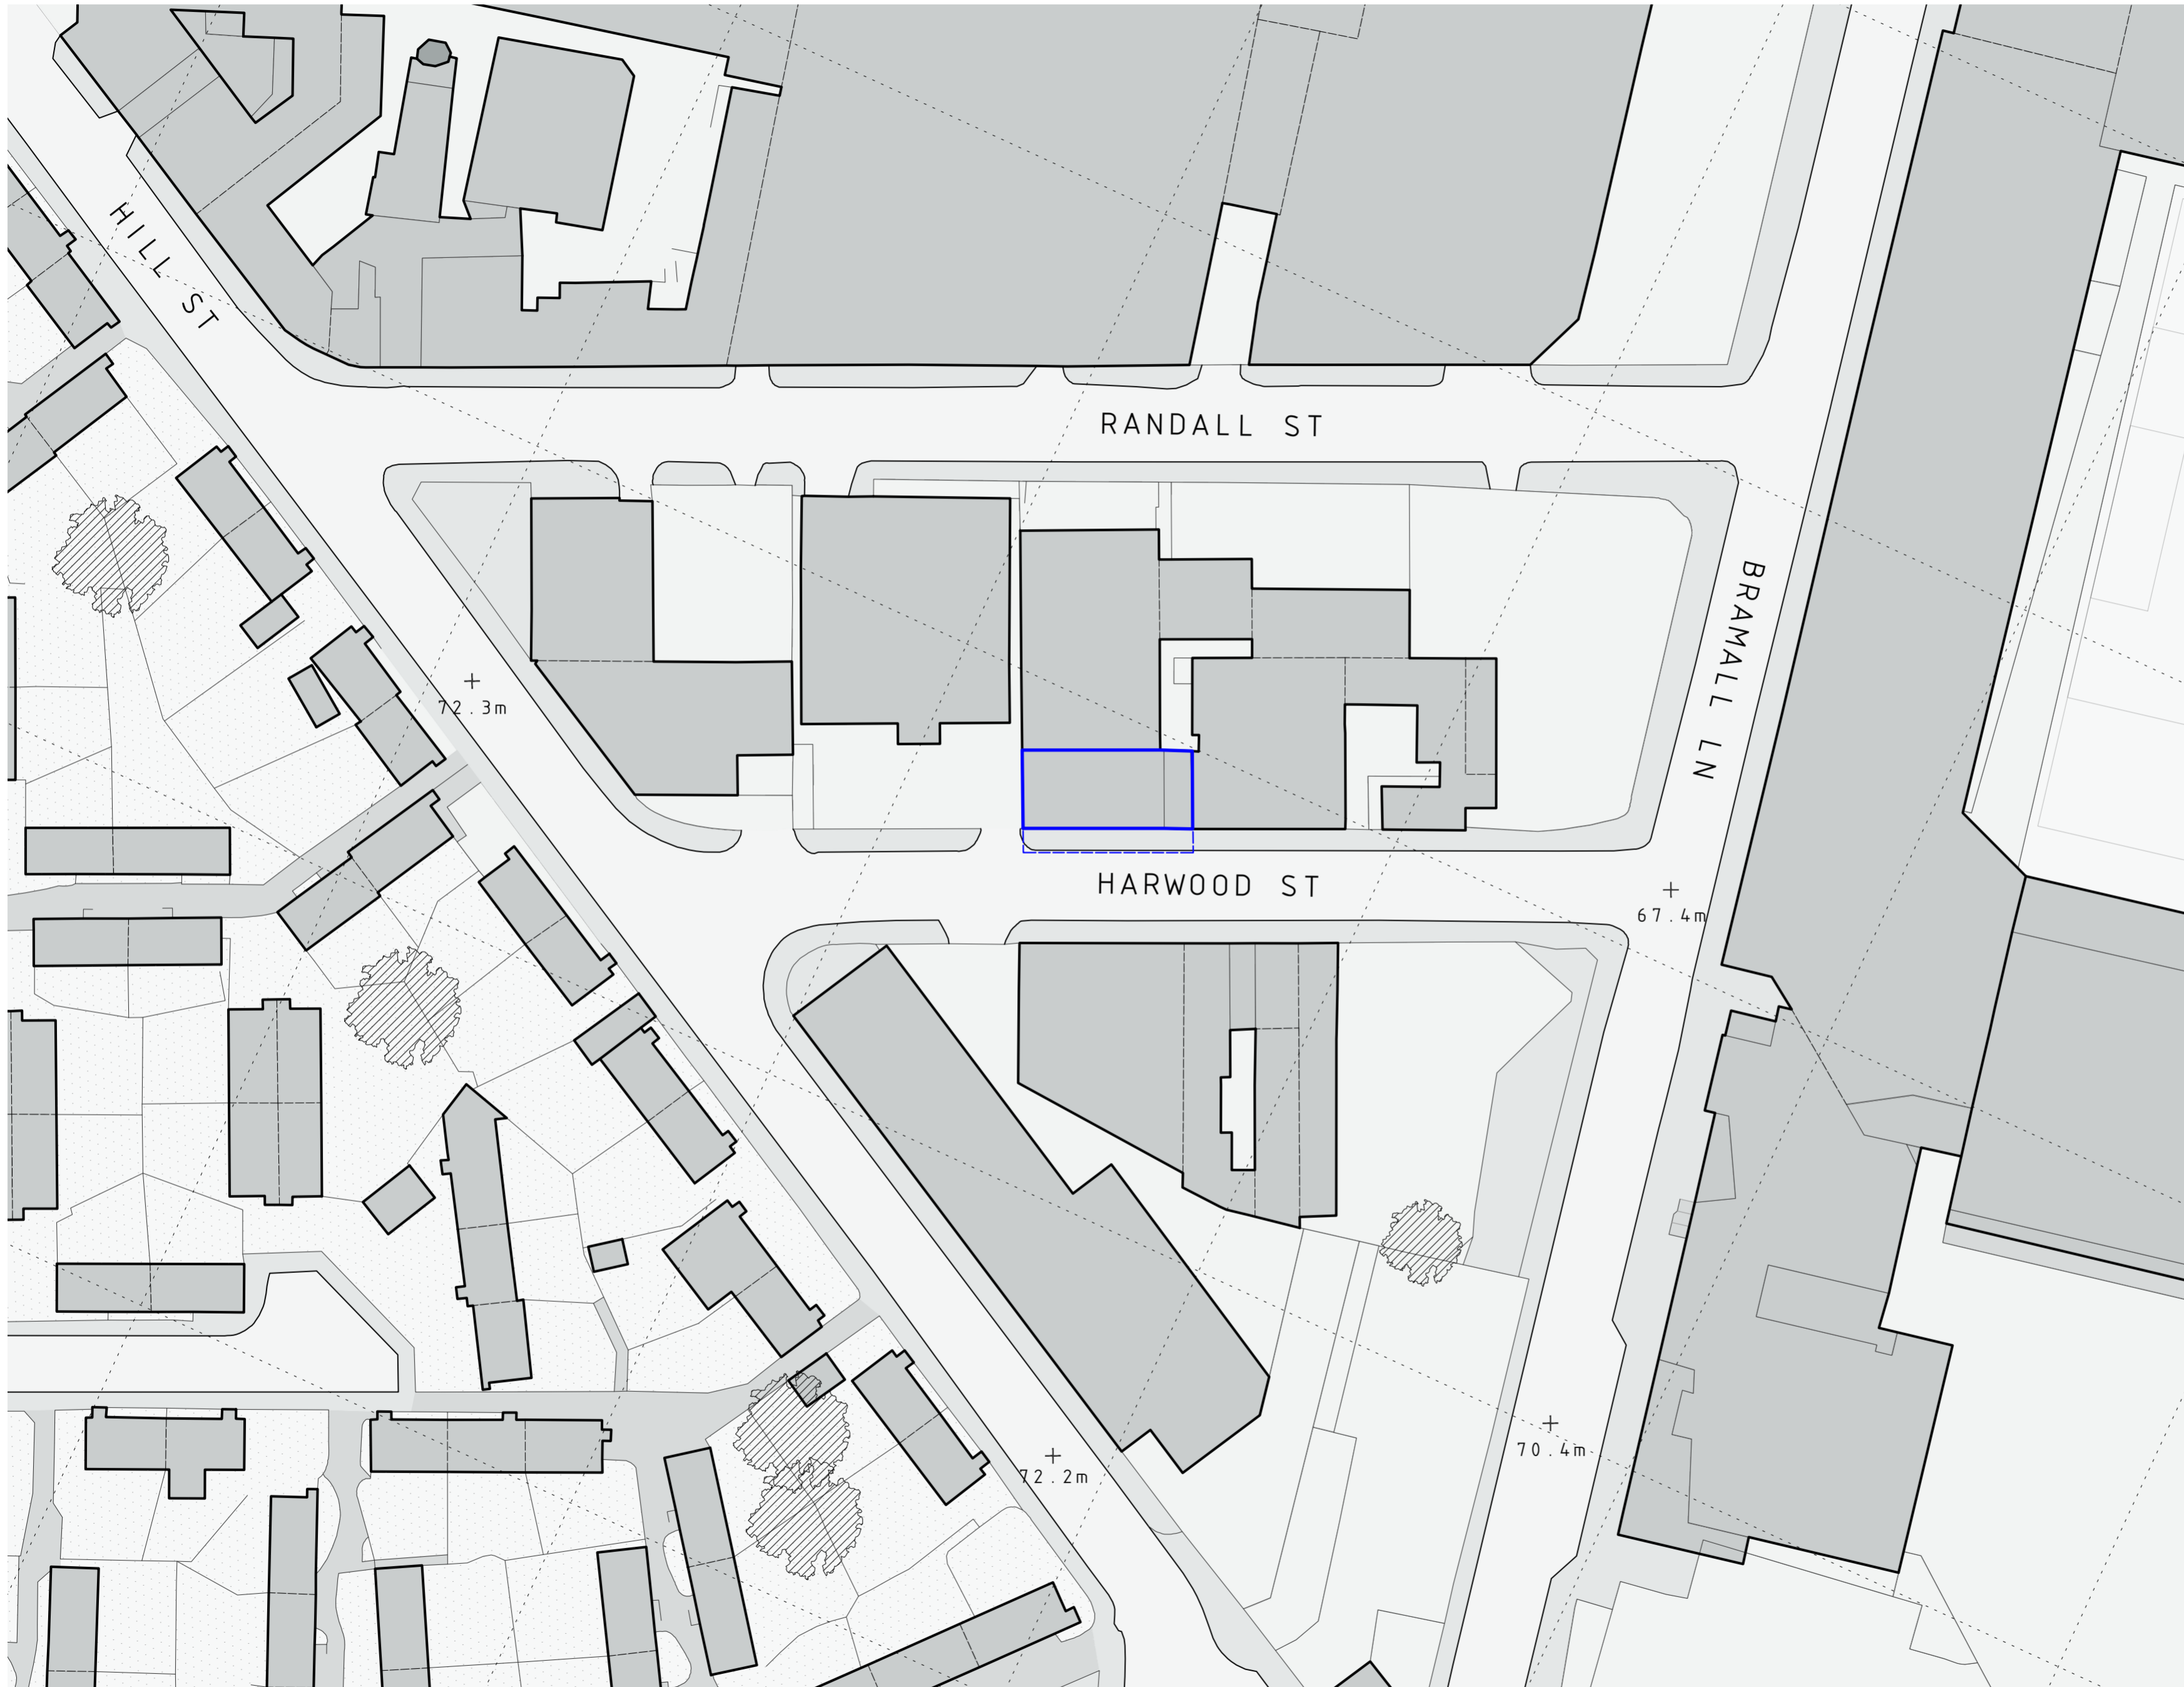 HILL ST
RANDALL ST
BRAMALL LN
72.3m
HARWOOD ST
67.4m
70.4m
72.2m